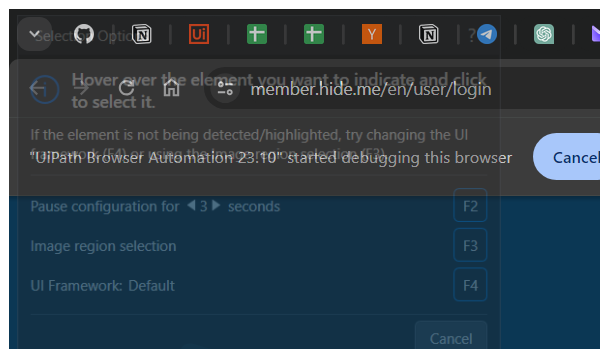 Selection Options
Ui
Y
?
Hover over the element you want to indicate and click
to select it.
member.hide.me/en/user/login
If the element is not being detected/highlighted, try changing the UI
framework (F4) or using the image region selection (F3).
"UiPath Browser Automation 23.10" started debugging this browser
Cancel
Pause configuration for 3 seconds
F2
Image region selection
F3
UI Framework: Default
F4
Cancel